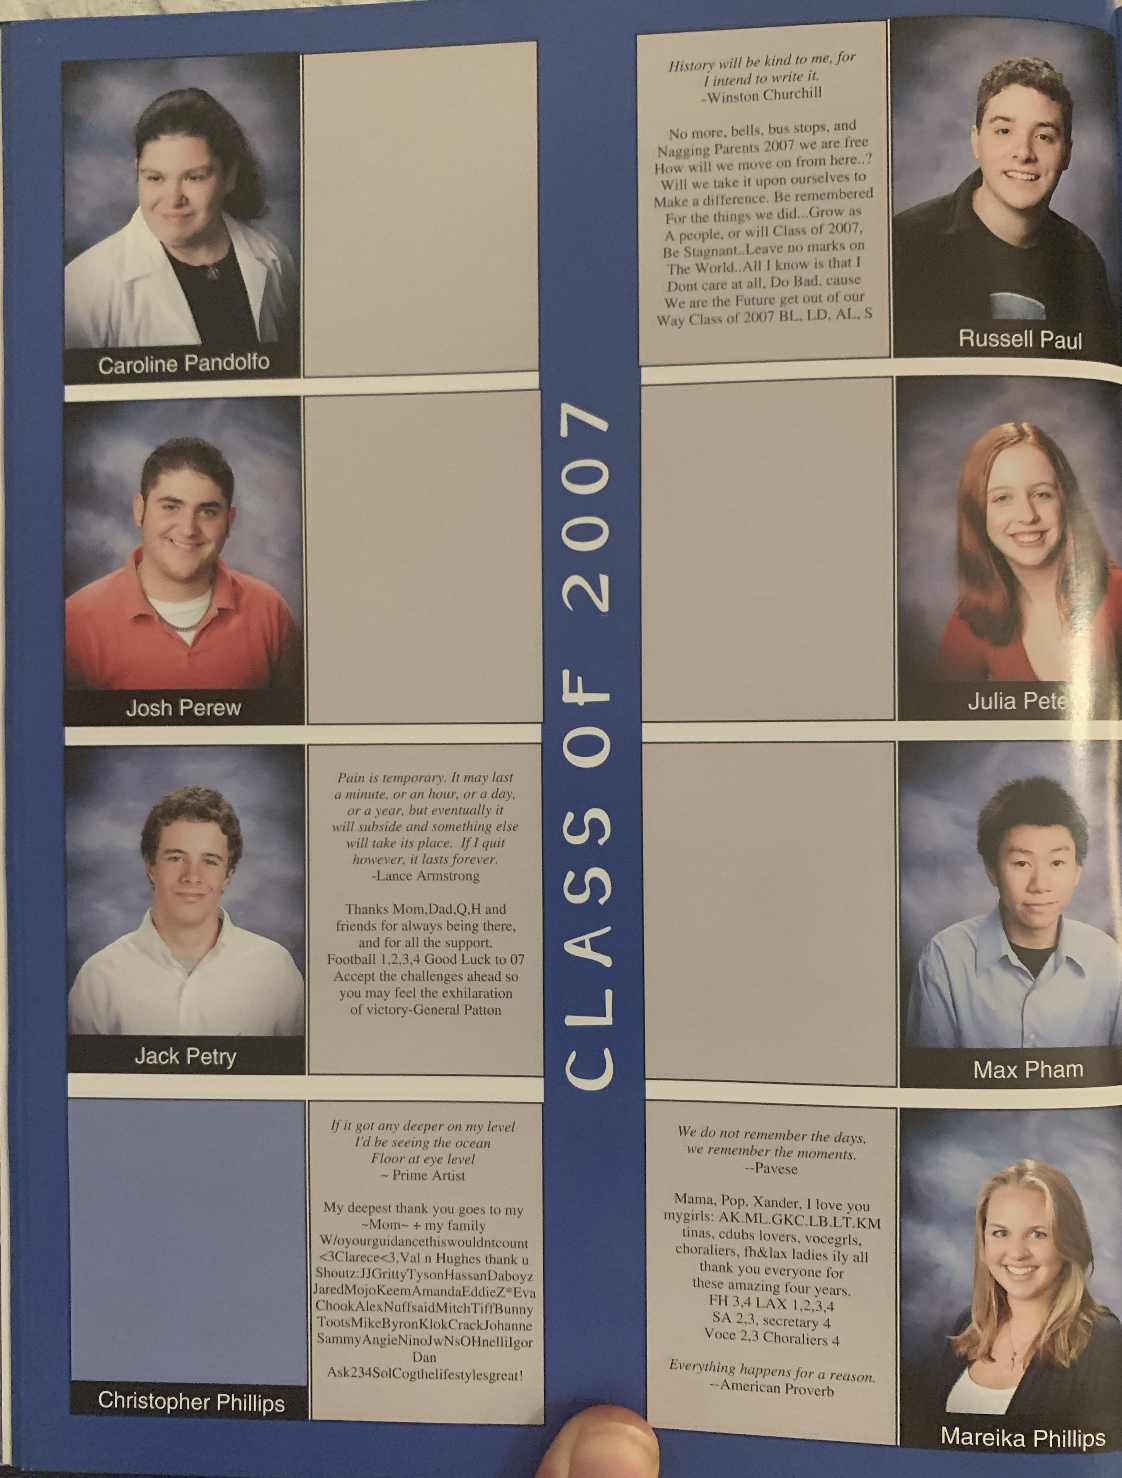 Caroline Pandolfo
Josh Perew
Pain is temporary. It may last
a minute, or an hour, or a day,
or a year, but eventually it
will subside and something else
will take its place. If I quit
however, it lasts forever.
-Lance Armstrong
Thanks Mom,Dad,Q,H and
friends for always being there,
and for all the support.
Football 1,2,3,4 Good Luck to 07
Accept the challenges ahead so
you may feel the exhilaration
of victory-General Patton
Jack Petry
If it got any deeper on my level
I'd be seeing the ocean
Floor at eye level
~ Prime Artist
My deepest thank you goes to my
~Mom~ + my family
W/oyourguidancethiswouldntcount
<3Clarece<3,Val n Hughes thank u
Shoutz:JJGrittyTysonHassanDaboyz
JaredMojoKeemAmandaEddieZ*Eva
ChookAlexNuffsaidMitchTiffBunny
TootsMikeByronKlokCrackJohanne
SammyAngieNinoJwNsOHnelliIgor
Dan
Ask234SolCogthelifestylesgreat!
Christopher Phillips
CLASS OF 2007
History will be kind to me, for
I intend to write it.
-Winston Churchill
No more, bells, bus stops, and
Nagging Parents 2007 we are free
How will we move on from here..?
Will we take it upon ourselves to
Make a difference. Be remembered
For the things we did...Grow as
A people, or will Class of 2007,
Be Stagnant..Leave no marks on
The World..All I know is that I
Dont care at all, Do Bad, cause
We are the Future get out of our
Way Class of 2007 BL, LD, AL, S
Russell Paul
Julia Pete
Max Pham
We do not remember the days,
we remember the moments.
--Pavese
Mama, Pop, Xander, I love you
mygirls: AK.ML.GKC.LB.LT.KM
tinas, cdubs lovers, vocegrls,
choraliers, fh&lax ladies ily all
thank you everyone for
these amazing four years.
FH 3,4 LAX 1,2,3,4
SA 2,3, secretary 4
Voce 2,3 Choraliers 4
Everything happens for a reason.
--American Proverb
Mareika Phillips